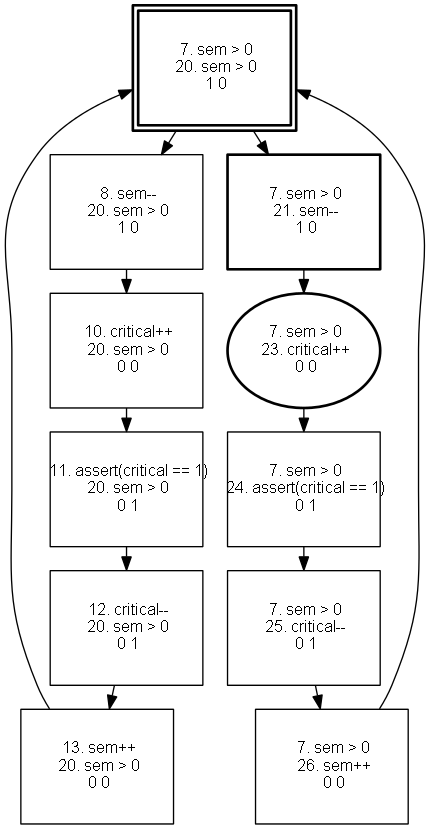 7. sem > 0
20. sem > 0
1 0
8. sem--
20. sem > 0
1 0
7. sem > 0
21. sem--
1 0
10. critical++
20. sem > 0
0 0
7. sem > 0
23. critical++
0 0
11. assert(critical == 1)
20. sem > 0
0 1
7. sem > 0
24. assert(critical == 1)
0 1
12. critical--
20. sem > 0
0 1
7. sem > 0
25. critical--
0 1
13. sem++
20. sem > 0
0 0
7. sem > 0
26. sem++
0 0